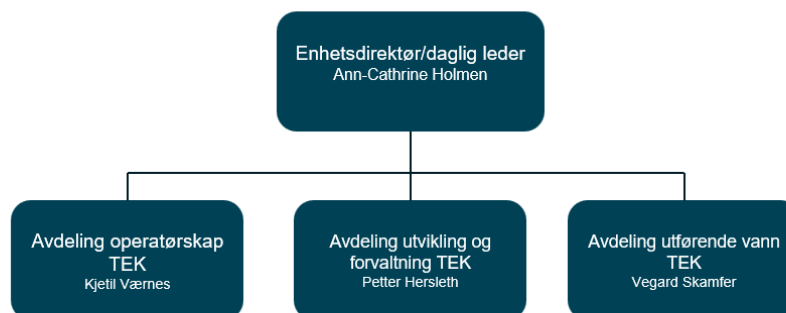 Enhetsdirektør/daglig leder
Ann-Cathrine Holmen
Avdeling operatørskap
TEK
Kjetil Værnes
Avdeling utvikling og
forvaltning TEK
Petter Hersleth
Avdeling utførende vann
TEK
Vegard Skamfer